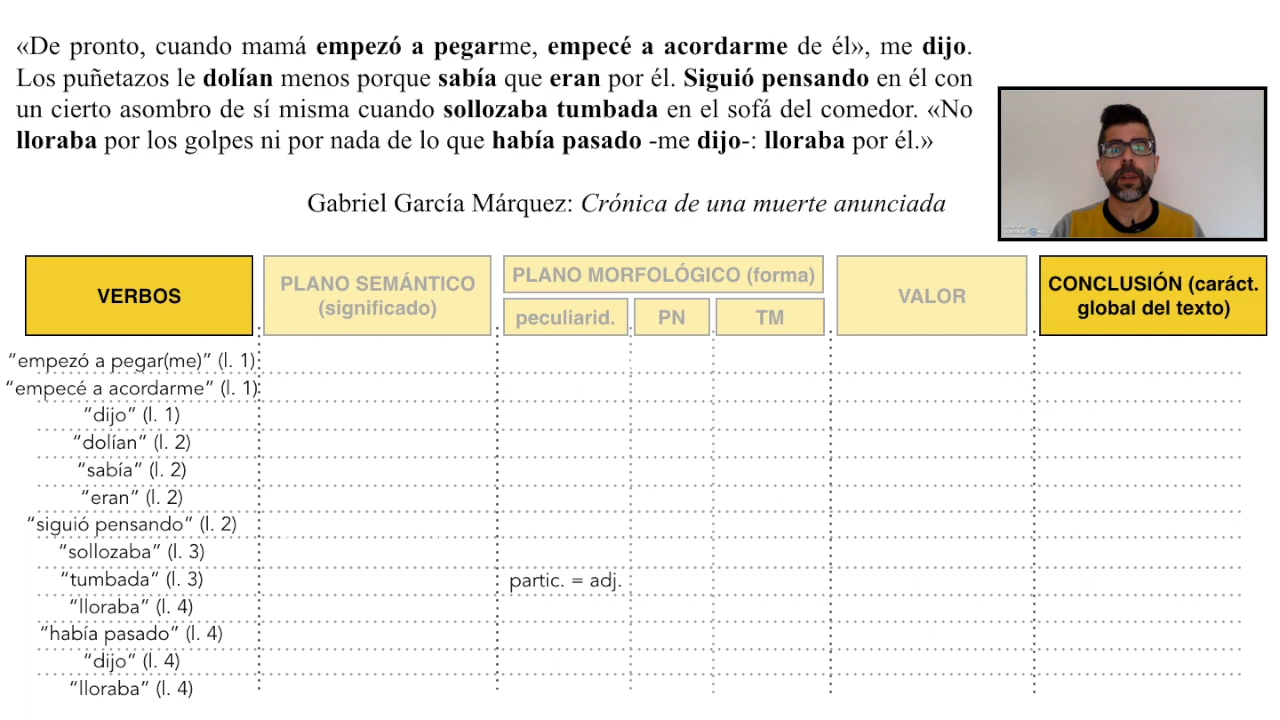 «De pronto, cuando mamá empezó a pegarme, empecé a acordarme de él», me dijo.
Los puñetazos le dolían menos porque sabía que eran por él. Siguió pensando en él con
un cierto asombro de sí misma cuando sollozaba tumbada en el sofá del comedor. «No
lloraba por los golpes ni por nada de lo que había pasado -me dijo-: lloraba por él.»
Gabriel García Márquez: Crónica de una muerte anunciada
VERBOS
PLANO SEMÁNTICO
(significado)
PLANO MORFOLÓGICO (forma)
peculiarid.
PN
TM
VALOR
CONCLUSIÓN (caráct.
global del texto)
“empezó a pegar(me)” (l. 1)
“empecé a acordarme” (l. 1)
“dijo” (l. 1)
“dolían” (l. 2)
“sabía” (l. 2)
“eran” (l. 2)
“siguió pensando” (l. 2)
“sollozaba” (l. 3)
“tumbada” (l. 3) partic. = adj.
“lloraba” (l. 4)
“había pasado” (l. 4)
“dijo” (l. 4)
“lloraba” (l. 4)